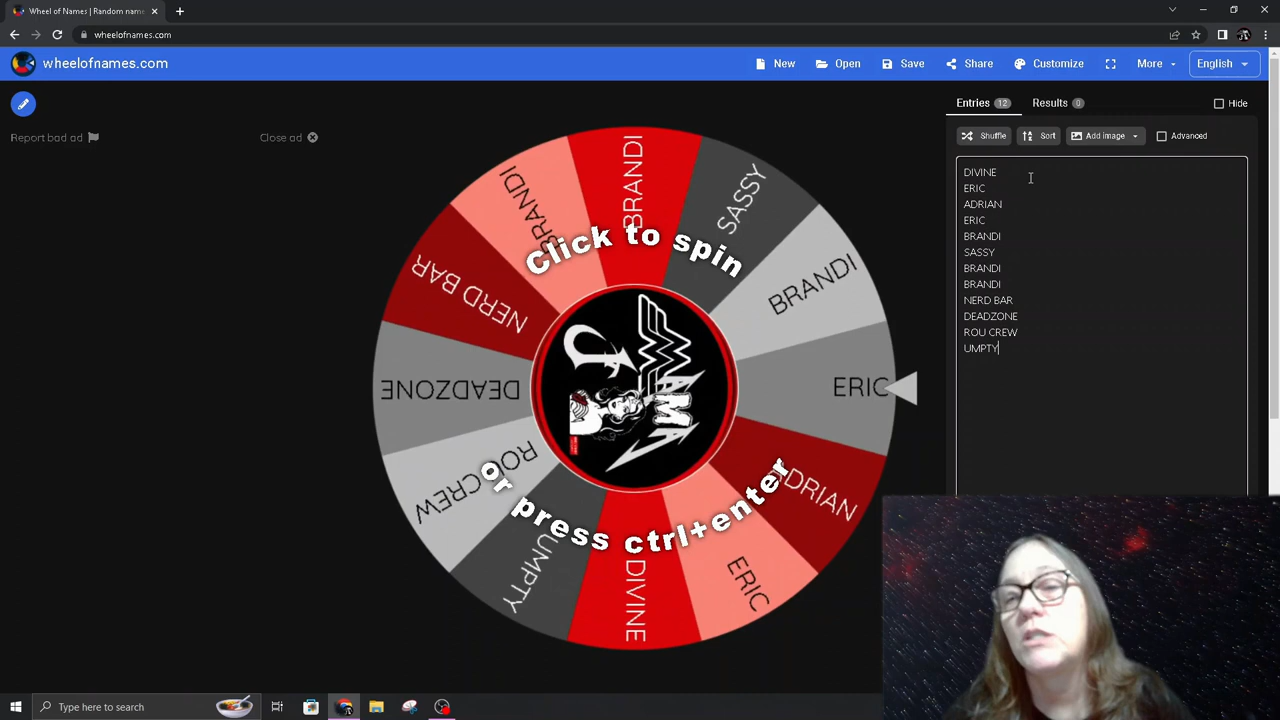 Wheel of Names | Random name
wheelofnames.com
wheelofnames.com
New
Open
Save
Share
Customize
More
English
Report bad ad
Close ad
Entries 12
Results 0
Hide
Shuffle
Sort
Add image
Advanced
DIVINE
ERIC
ADRIAN
ERIC
BRANDI
SASSY
BRANDI
BRANDI
NERD BAR
DEADZONE
ROU CREW
UMPTY
BRANDI
BRANDI
SASSY
BRANDI
ERIC
ADRIAN
ERIC
DIVINE
UMPTY
ROU CREW
DEADZONE
NERD BAR
Click to spin
or press ctrl+enter
Type here to search